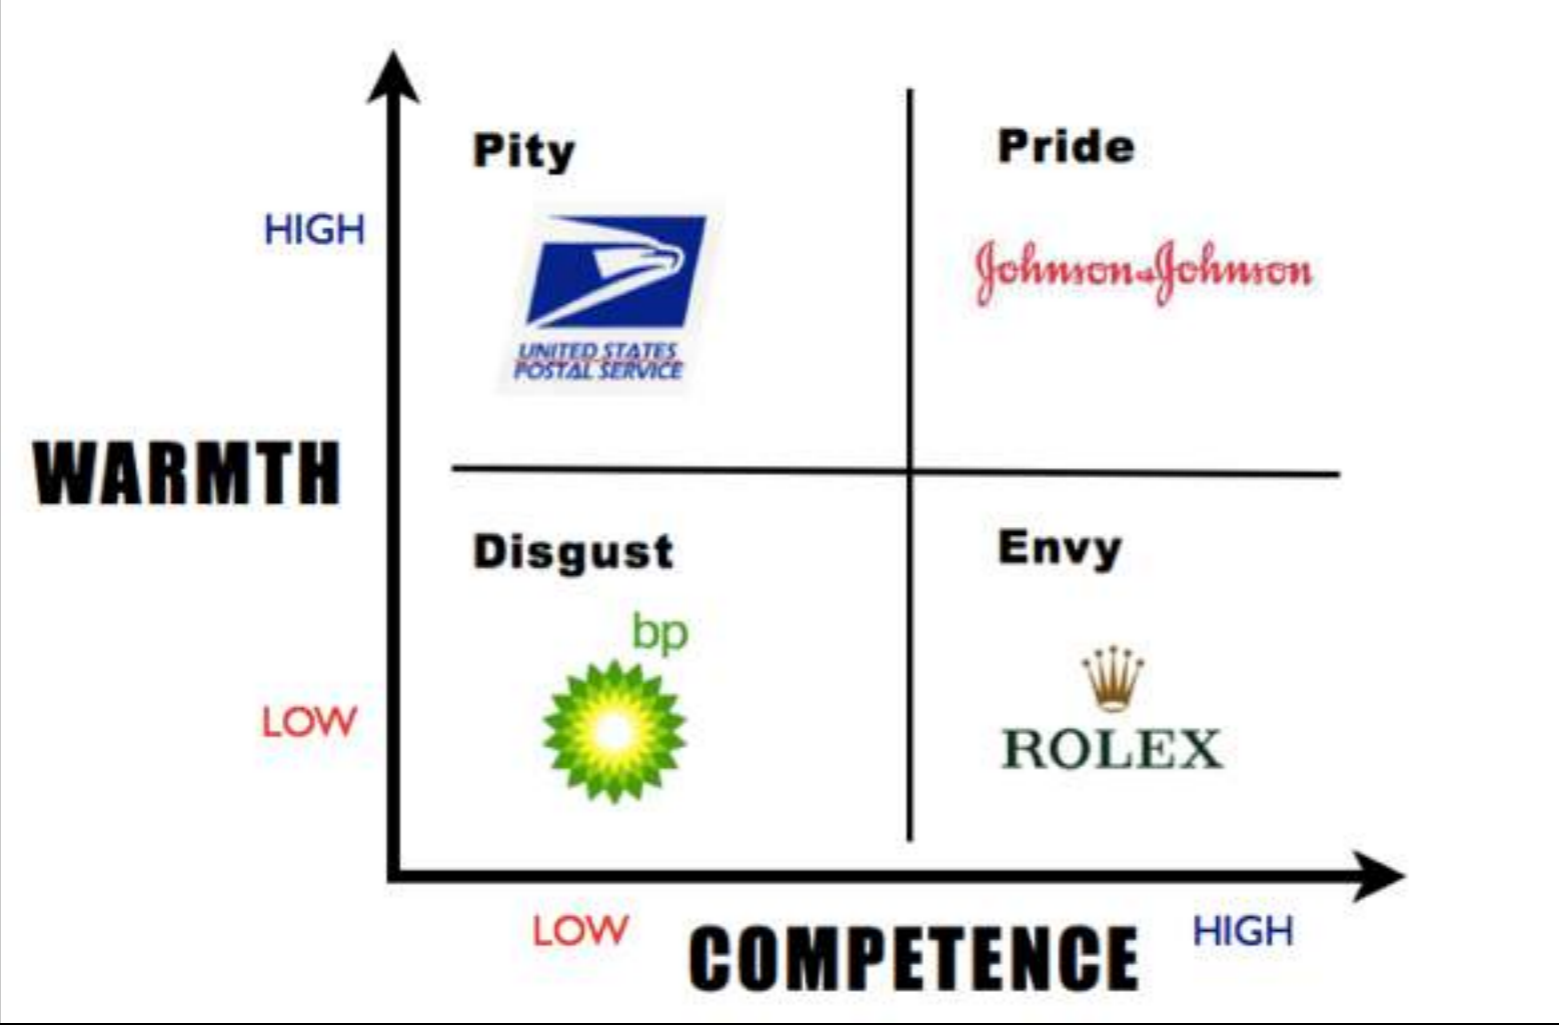 Pity
Pride
HIGH
Johnson&Johnson
UNITED STATES
POSTAL SERVICE
WARMTH
Disgust
Envy
bp
LOW
ROLEX
LOW
COMPETENCE
HIGH